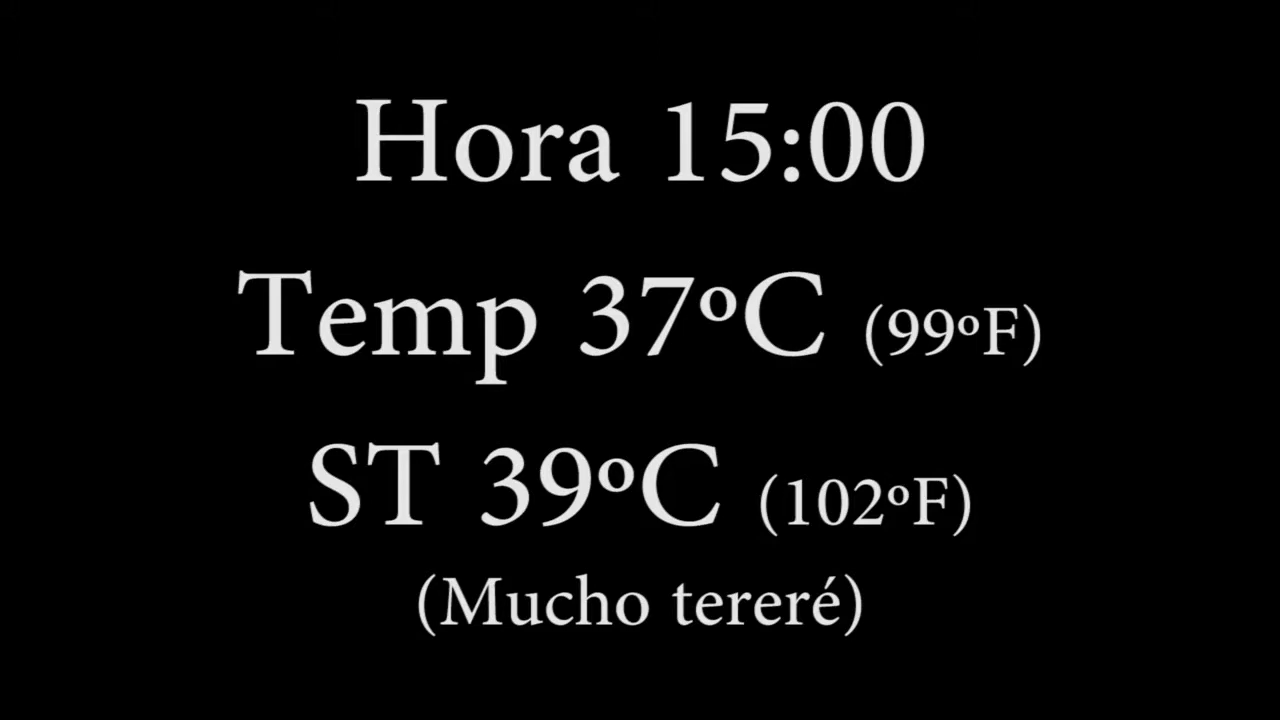 Hora 15:00
Temp 37ºC (99ºF)
ST 39ºC (102ºF)
(Mucho tereré)